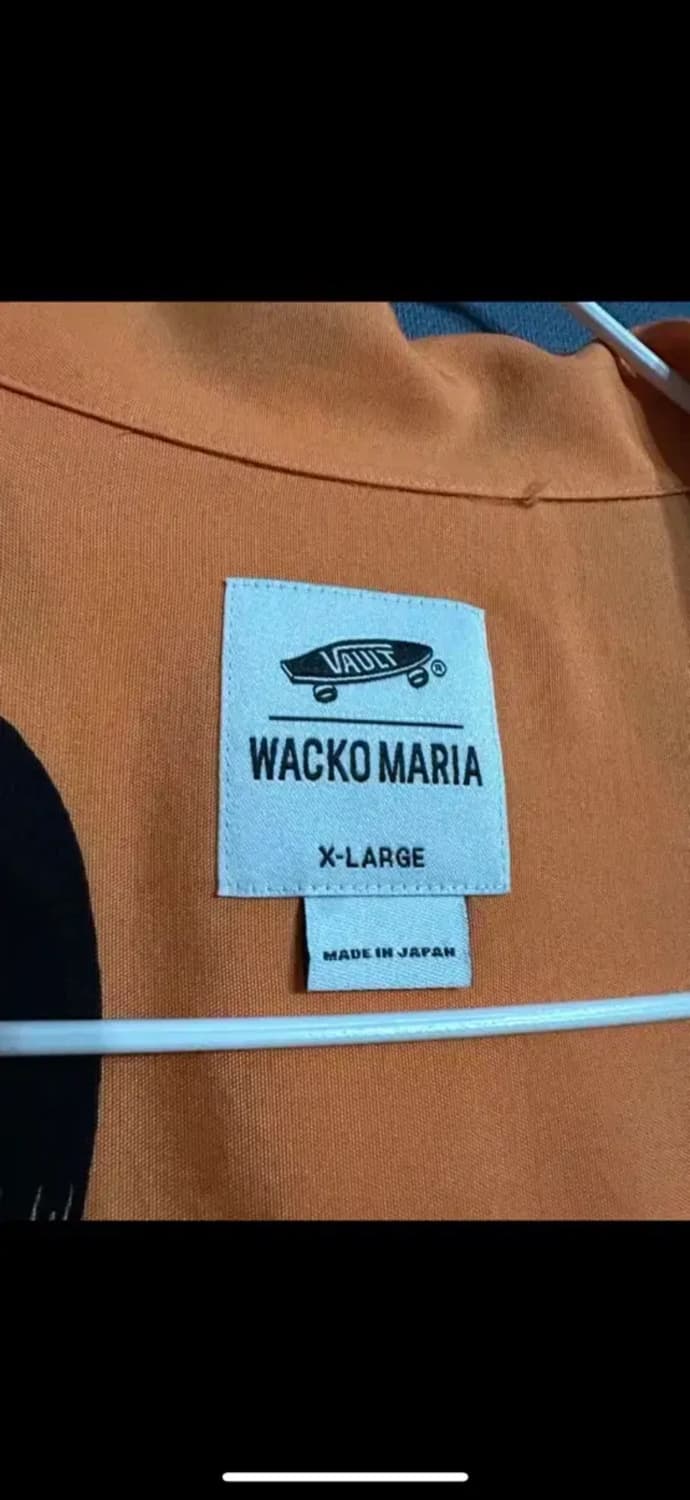 VAULT®
WACKO MARIA
X-LARGE
MADE IN JAPAN